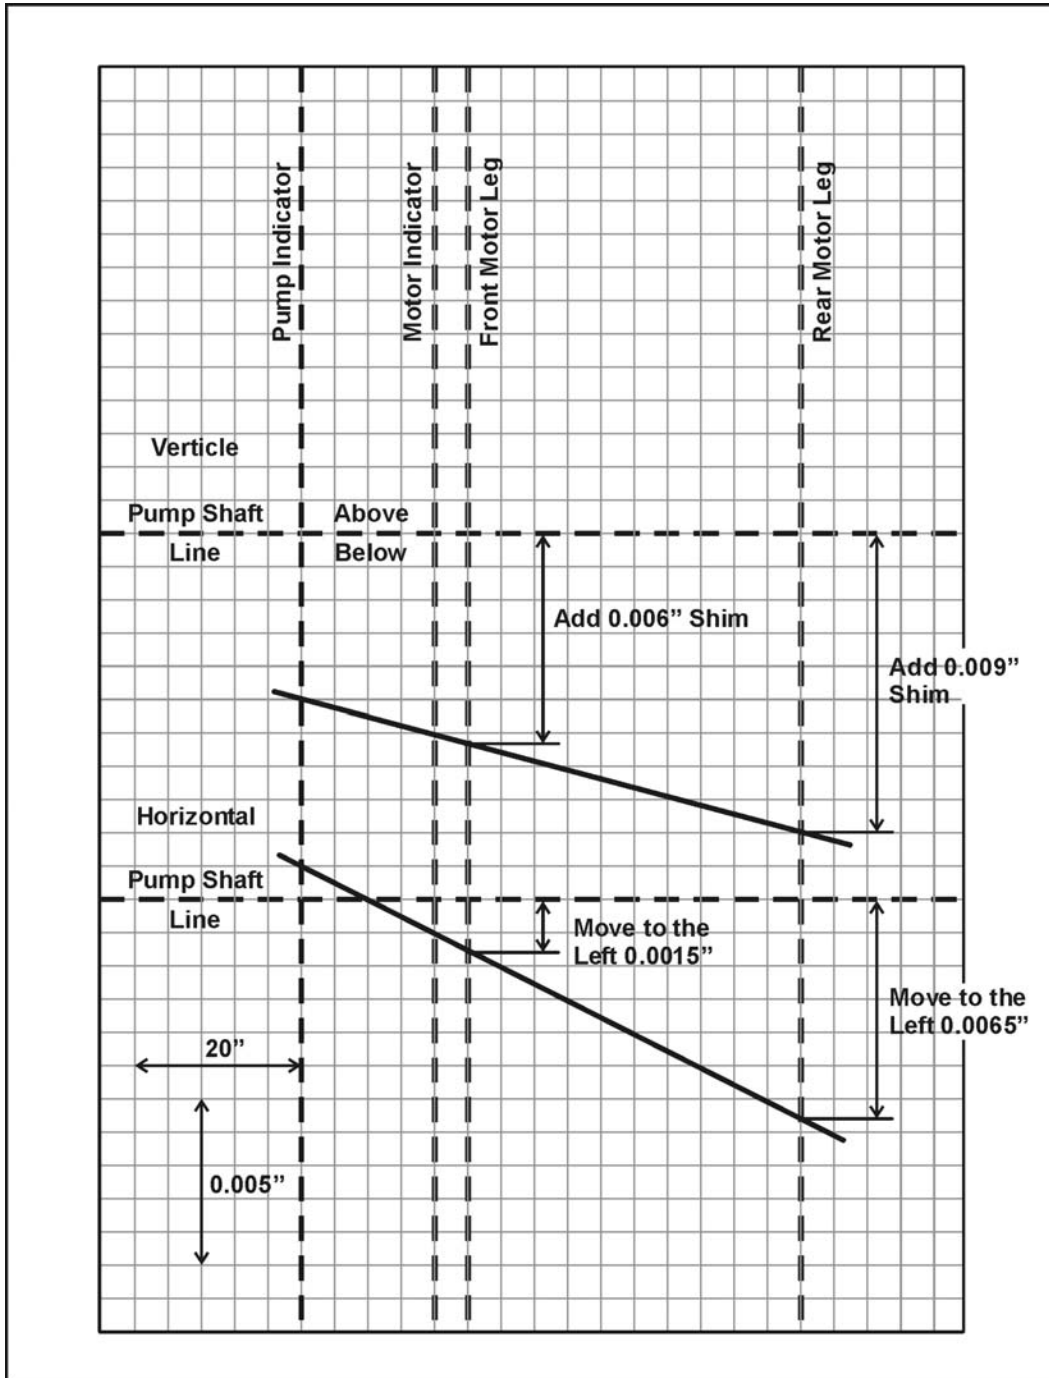 Pump Indicator
Motor Indicator
Front Motor Leg
Rear Motor Leg
Verticle
Pump Shaft
Line
Above
Below
Add 0.006” Shim
Add 0.009”
Shim
Horizontal
Pump Shaft
Line
Move to the
Left 0.0015”
Move to the
Left 0.0065”
20”
0.005”